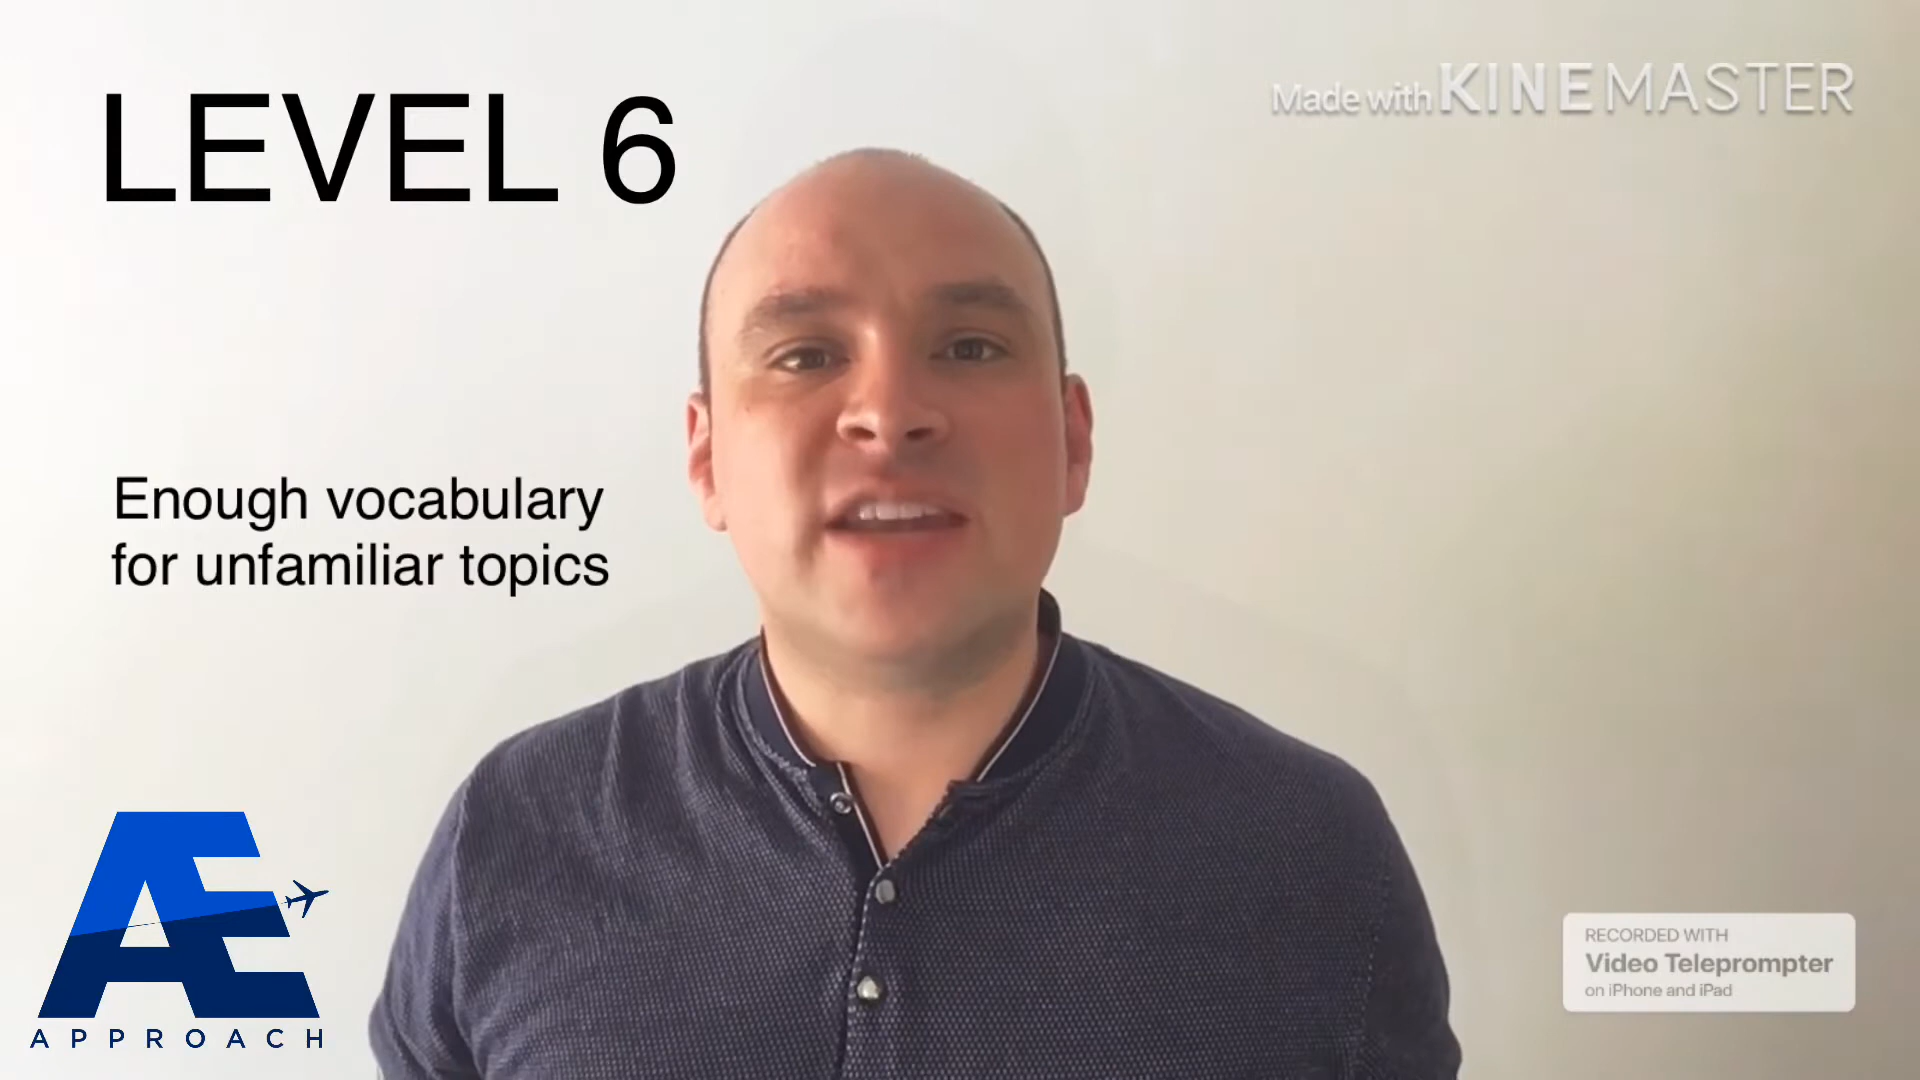 LEVEL 6
Made with KINEMASTER
Enough vocabulary
for unfamiliar topics
AE
APPROACH
RECORDED WITH
Video Teleprompter
on iPhone and iPad